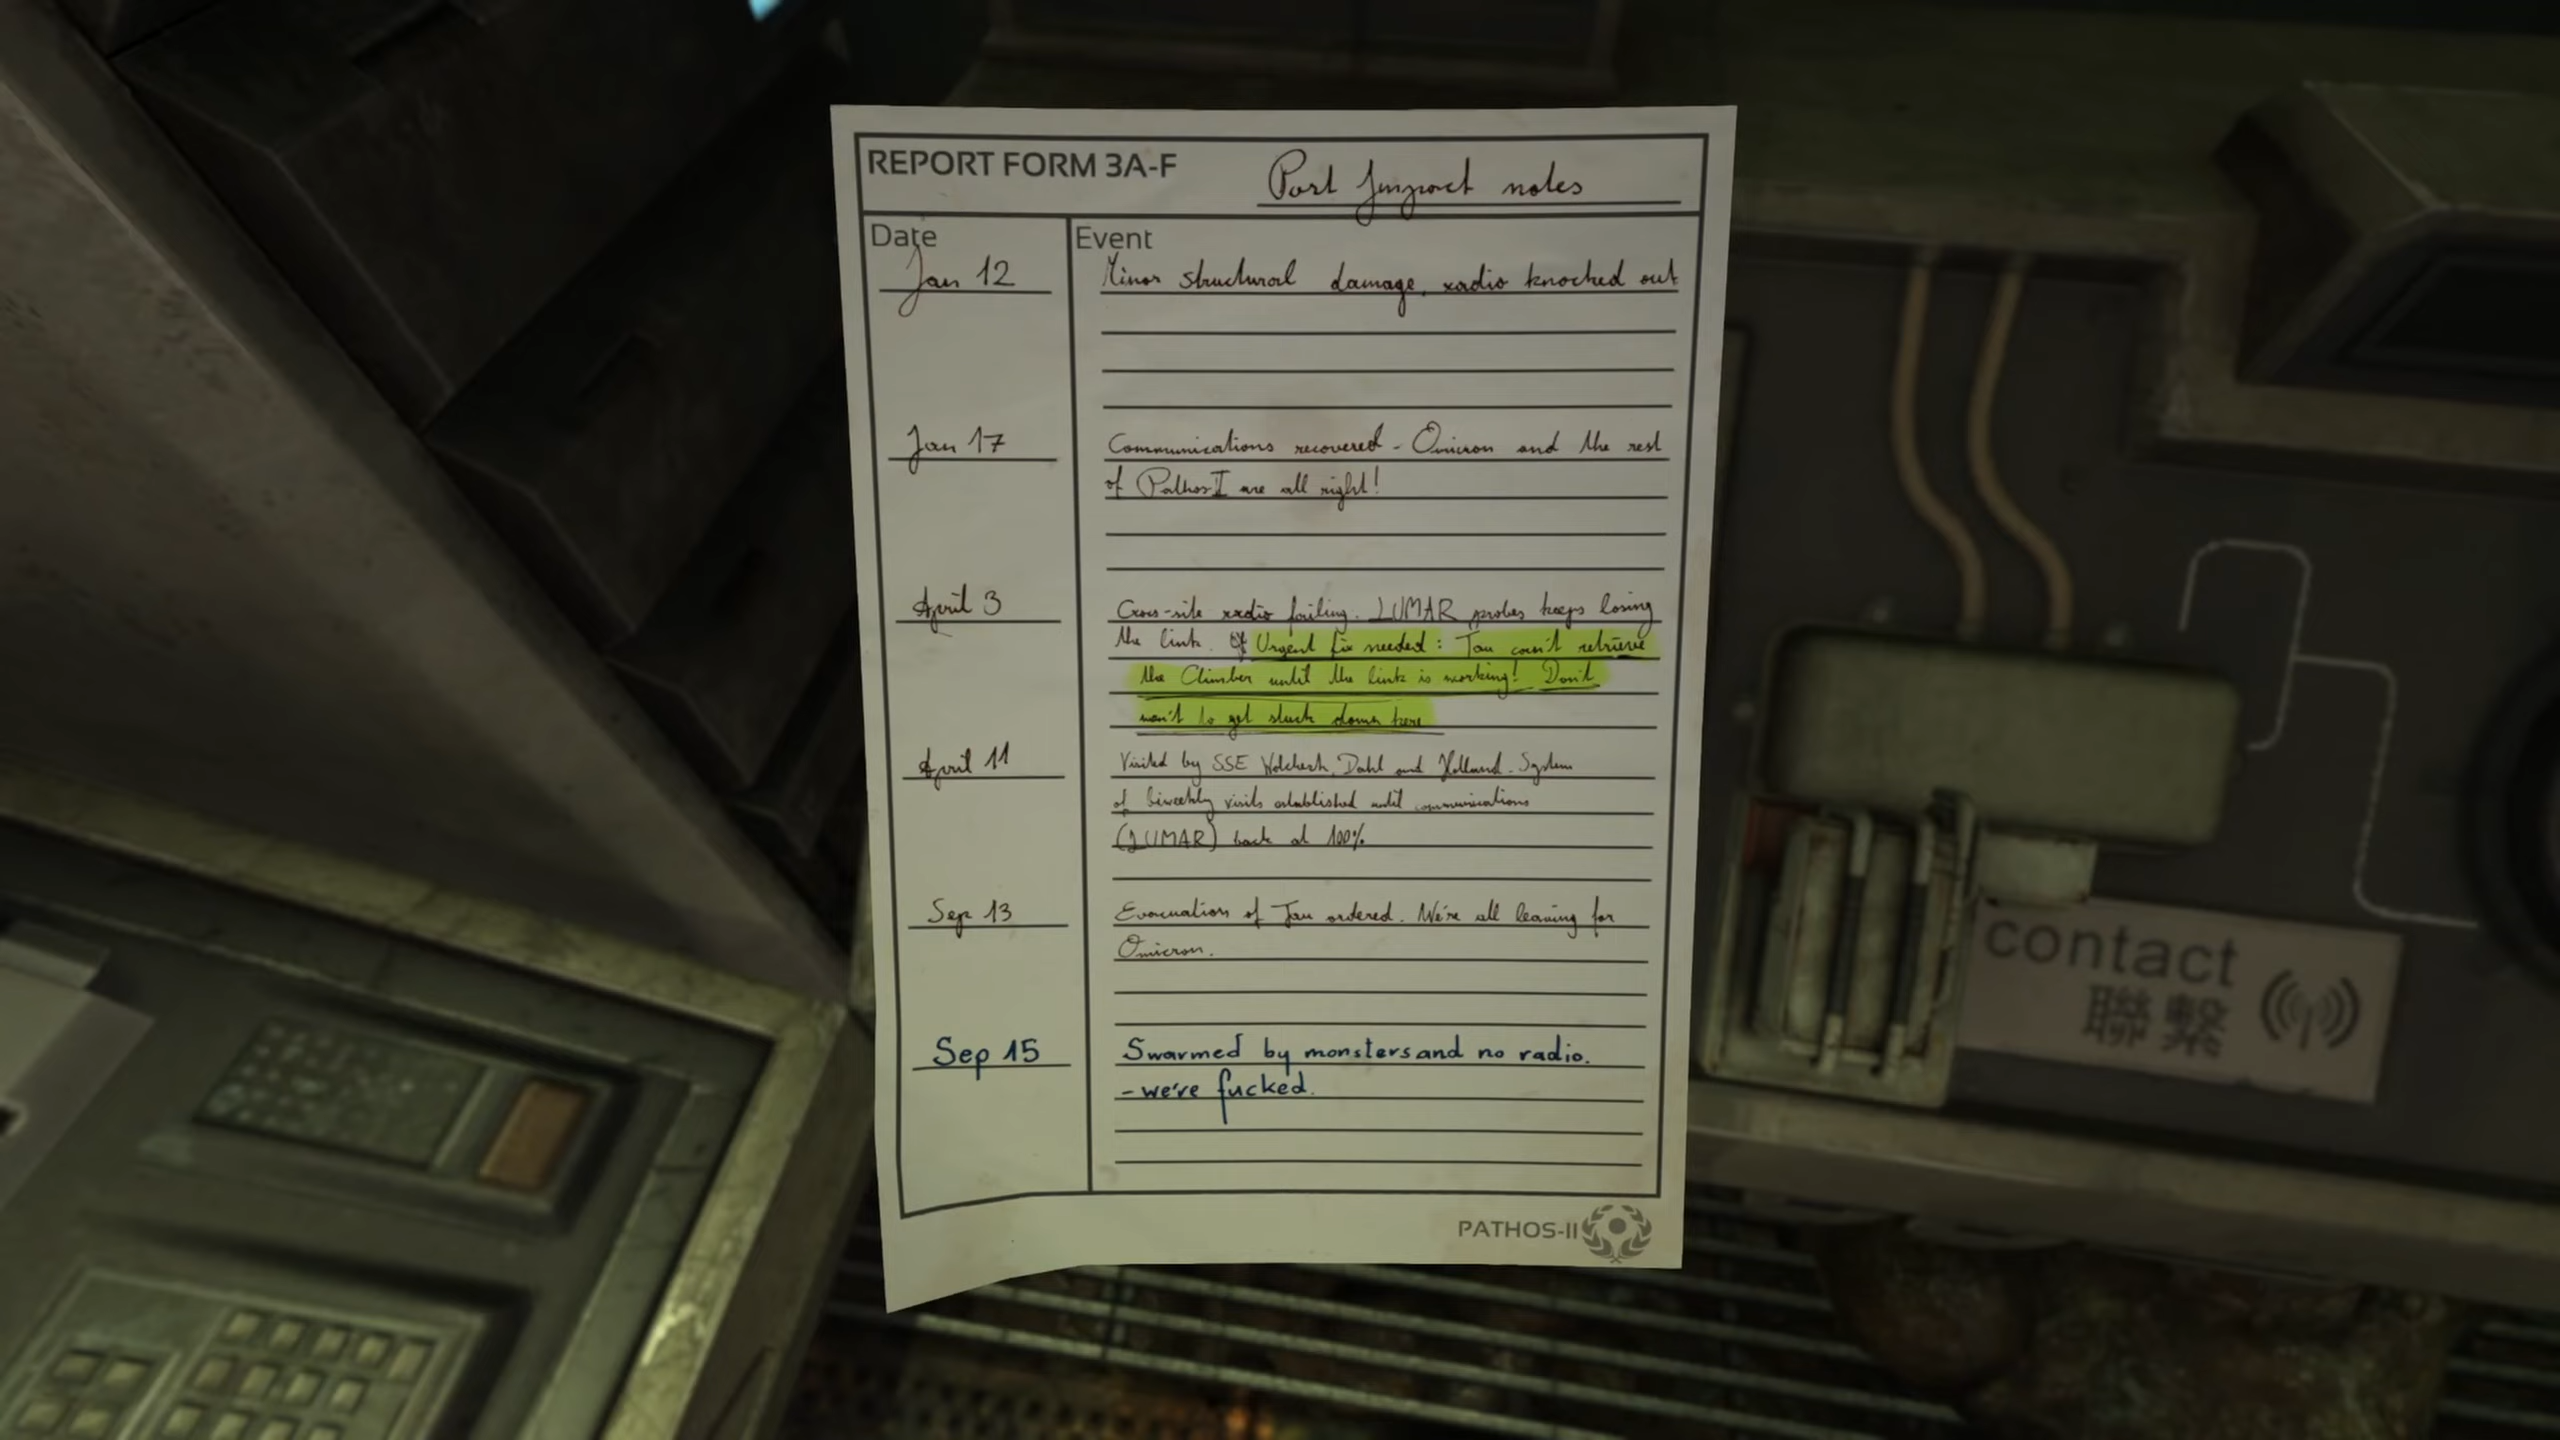 REPORT FORM 3A-F
Post Impact notes
Date
Event
Jan 12
Minor structural damage, radio knocked out
Jan 17
Communications recovered - Omicron and the rest
of Pathos II are all right!
April 3
Cross-site radio failing. LUMAR probes keeps losing
the link. Urgent fix needed: Tau can't retrieve
the Climber until the link is working! Don't
wan't to get stuck down here
April 11
Visited by SSE Wolchezk, Dahl and Holland. System
of biweekly visits established until communications
(LUMAR) back at 100%
Sep 13
Evacuation of Tau ordered. We're all leaving for
Omicron.
Sep 15
Swarmed by monsters and no radio.
-we're fucked.
PATHOS-II
contact
聯繫